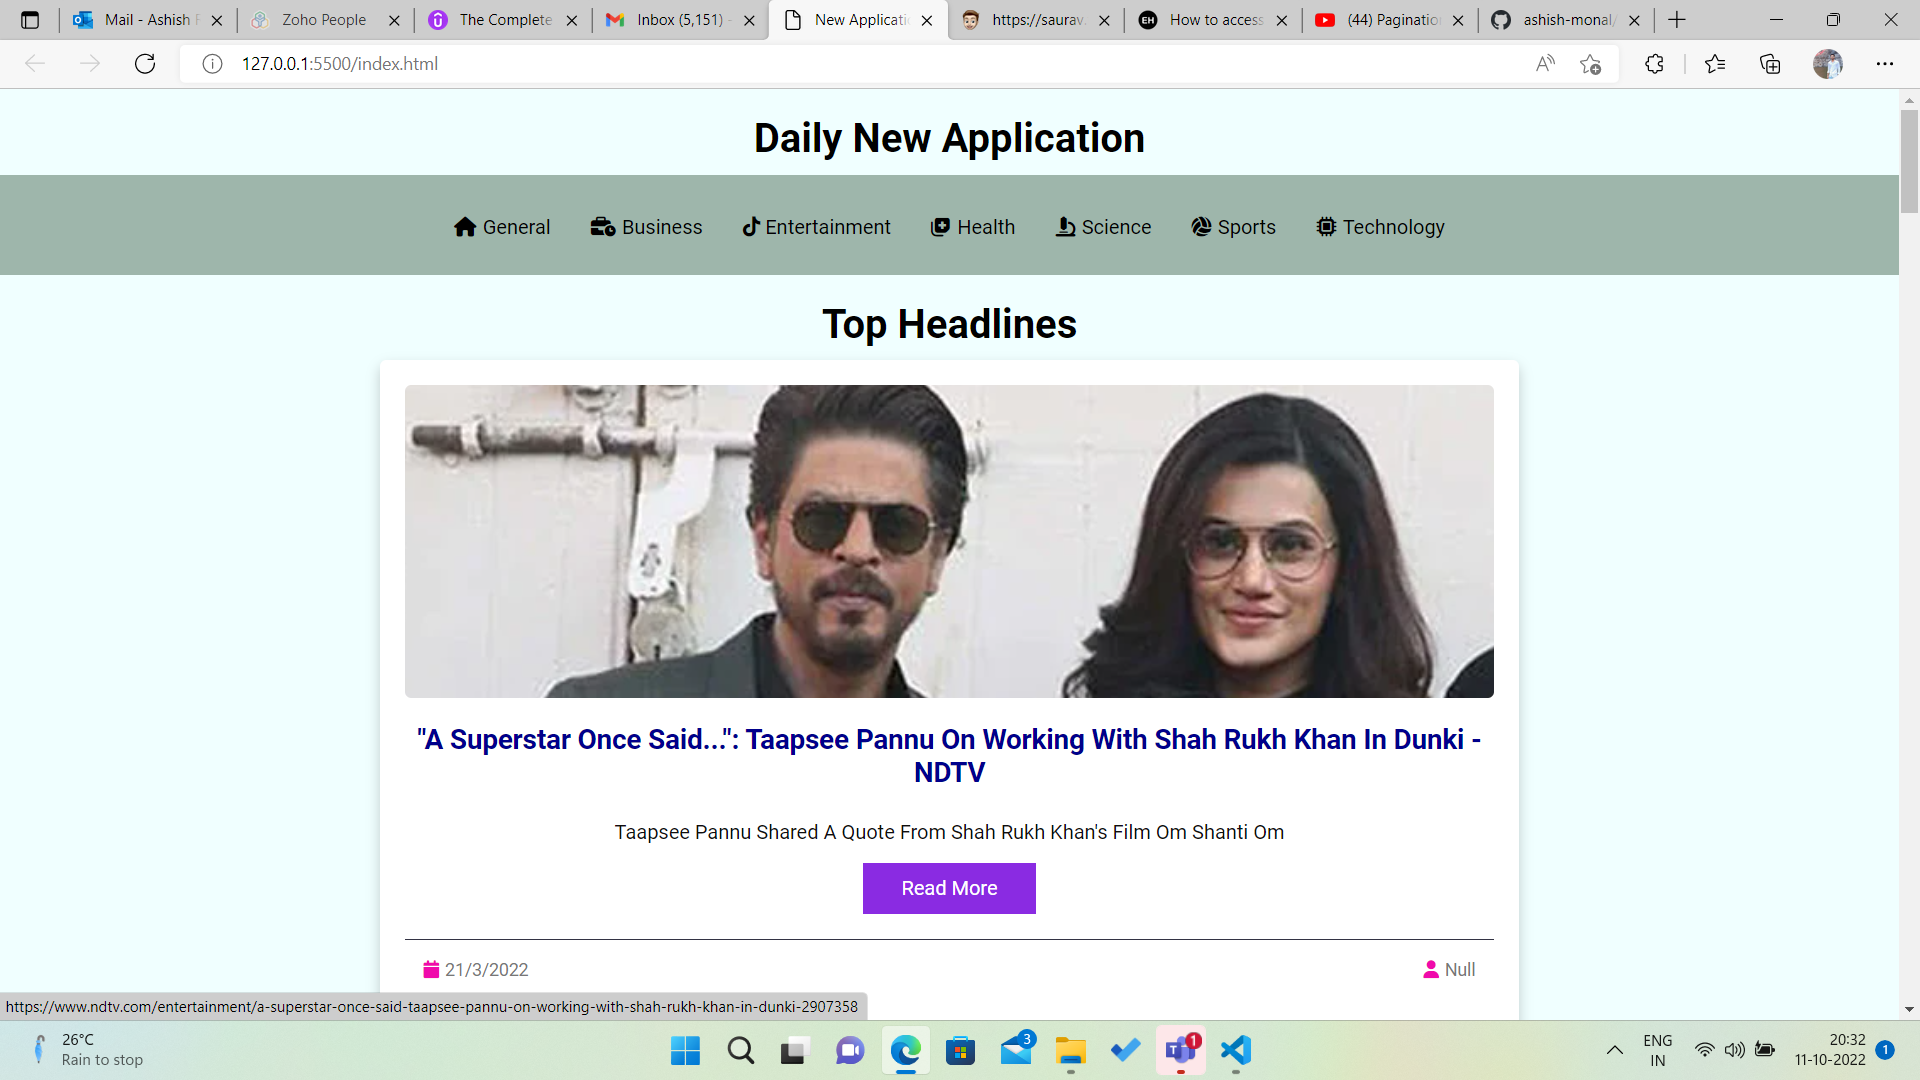 Mail - Ashish
Zoho People
The Complete
Inbox (5,151) -
New Applicati
https://saurav.
How to access
(44) Pagination
ashish-monal/
127.0.0.1:5500/index.html
Daily New Application
General Business Entertainment Health Science Sports Technology
Top Headlines
"A Superstar Once Said...": Taapsee Pannu On Working With Shah Rukh Khan In Dunki -
NDTV
Taapsee Pannu Shared A Quote From Shah Rukh Khan's Film Om Shanti Om
Read More
21/3/2022 Null
https://www.ndtv.com/entertainment/a-superstar-once-said-taapsee-pannu-on-working-with-shah-rukh-khan-in-dunki-2907358
26°C
Rain to stop
3
1
ENG
IN
20:32
11-10-2022
1